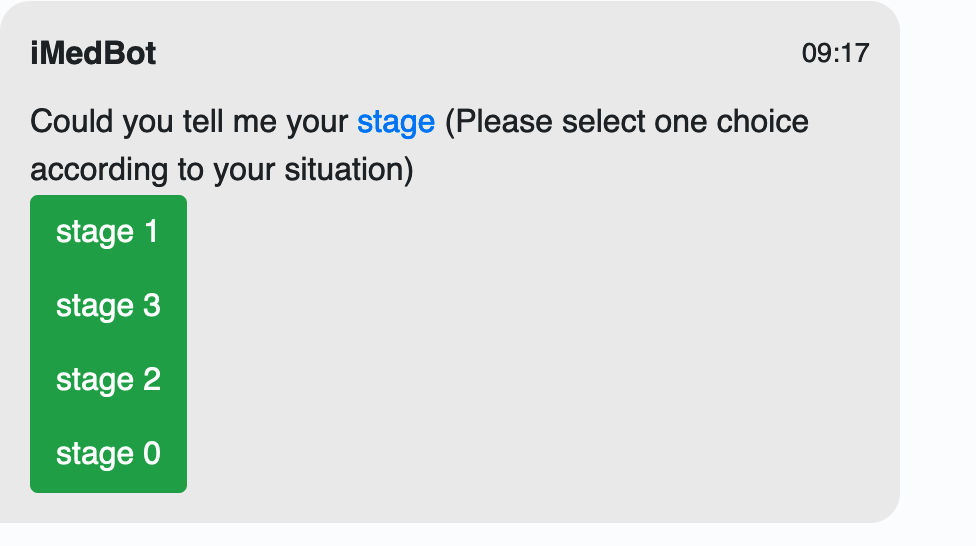 iMedBot 09:17
Could you tell me your stage (Please select one choice
according to your situation)
stage 1
stage 3
stage 2
stage 0